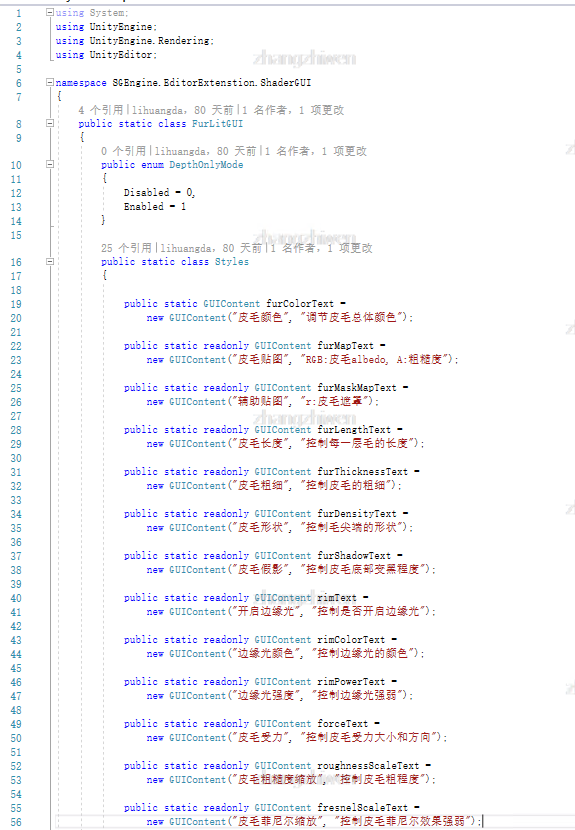 1 using System;
2 using UnityEngine;
3 using UnityEngine.Rendering;
4 using UnityEditor;
5
6 namespace SGEngine.EditorExtenstion.ShaderGUI
7 {
4 个引用|lihuangda，80 天前|1 名作者，1 项更改
8 public static class FurLitGUI
9 {
0 个引用|lihuangda，80 天前|1 名作者，1 项更改
10 public enum DepthOnlyMode
11 {
12 Disabled = 0,
13 Enabled = 1
14 }
15
25 个引用|lihuangda，80 天前|1 名作者，1 项更改
16 public static class Styles
17 {
18
19 public static GUIContent furColorText =
20 new GUIContent("皮毛颜色", "调节皮毛总体颜色");
21
22 public static readonly GUIContent furMapText =
23 new GUIContent("皮毛贴图", "RGB:皮毛albedo, A:粗糙度");
24
25 public static readonly GUIContent furMaskMapText =
26 new GUIContent("辅助贴图", "r:皮毛遮罩");
27
28 public static readonly GUIContent furLengthText =
29 new GUIContent("皮毛长度", "控制每一层毛的长度");
30
31 public static readonly GUIContent furThicknessText =
32 new GUIContent("皮毛粗细", "控制皮毛的粗细");
33
34 public static readonly GUIContent furDensityText =
35 new GUIContent("皮毛形状", "控制毛尖端的形状");
36
37 public static readonly GUIContent furShadowText =
38 new GUIContent("皮毛假影", "控制皮毛底部变黑程度");
39
40 public static readonly GUIContent rimText =
41 new GUIContent("开启边缘光", "控制是否开启边缘光");
42
43 public static readonly GUIContent rimColorText =
44 new GUIContent("边缘光颜色", "控制边缘光的颜色");
45
46 public static readonly GUIContent rimPowerText =
47 new GUIContent("边缘光强度", "控制边缘光强弱");
48
49 public static readonly GUIContent forceText =
50 new GUIContent("皮毛受力", "控制皮毛受力大小和方向");
51
52 public static readonly GUIContent roughnessScaleText =
53 new GUIContent("皮毛粗糙度缩放", "控制皮毛粗程度");
54
55 public static readonly GUIContent fresnelScaleText =
56 new GUIContent("皮毛菲尼尔缩放", "控制皮毛菲尼尔效果强弱");
zhangzhiwen
zhangzhiwen
zhangzhiwen
zhangzhiwen
zhangzhiwen